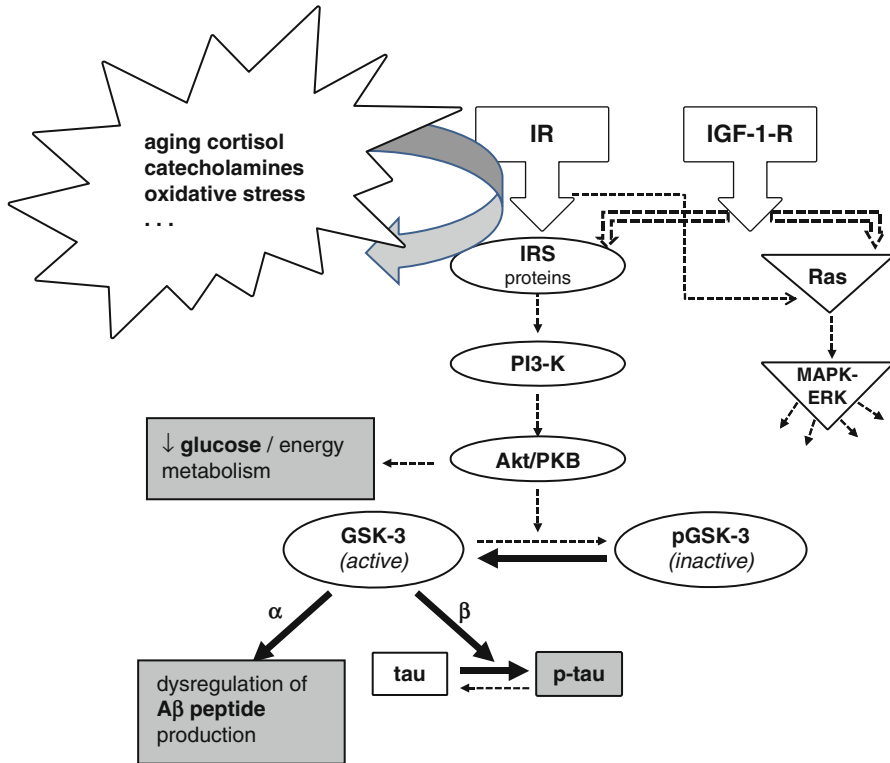 aging cortisol
catecholamines
oxidative stress
. . .
IR
IGF-1-R
IRS
proteins
Ras
PI3-K
MAPK-
ERK
↓ glucose / energy
metabolism
Akt/PKB
GSK-3
(active)
pGSK-3
(inactive)
α
β
dysregulation of
Aβ peptide
production
tau
p-tau